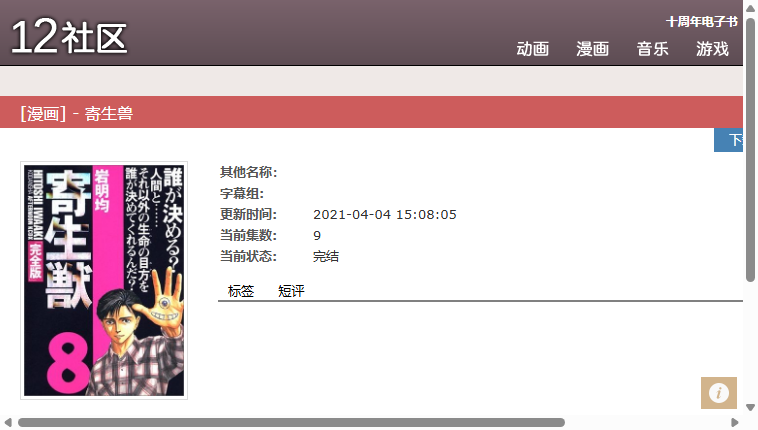 12社区
十周年电子书
动画 漫画 音乐 游戏
[漫画] - 寄生兽
其他名称:
字幕组:
更新时间: 2021-04-04 15:08:05
当前集数: 9
当前状态: 完结
标签 短评
誰が決める?
人間と……
それ以外の生命の目方を
誰が決めてくれるんだ?
岩明均
寄生獣
HITOSHI IWAAKI
完全版
8